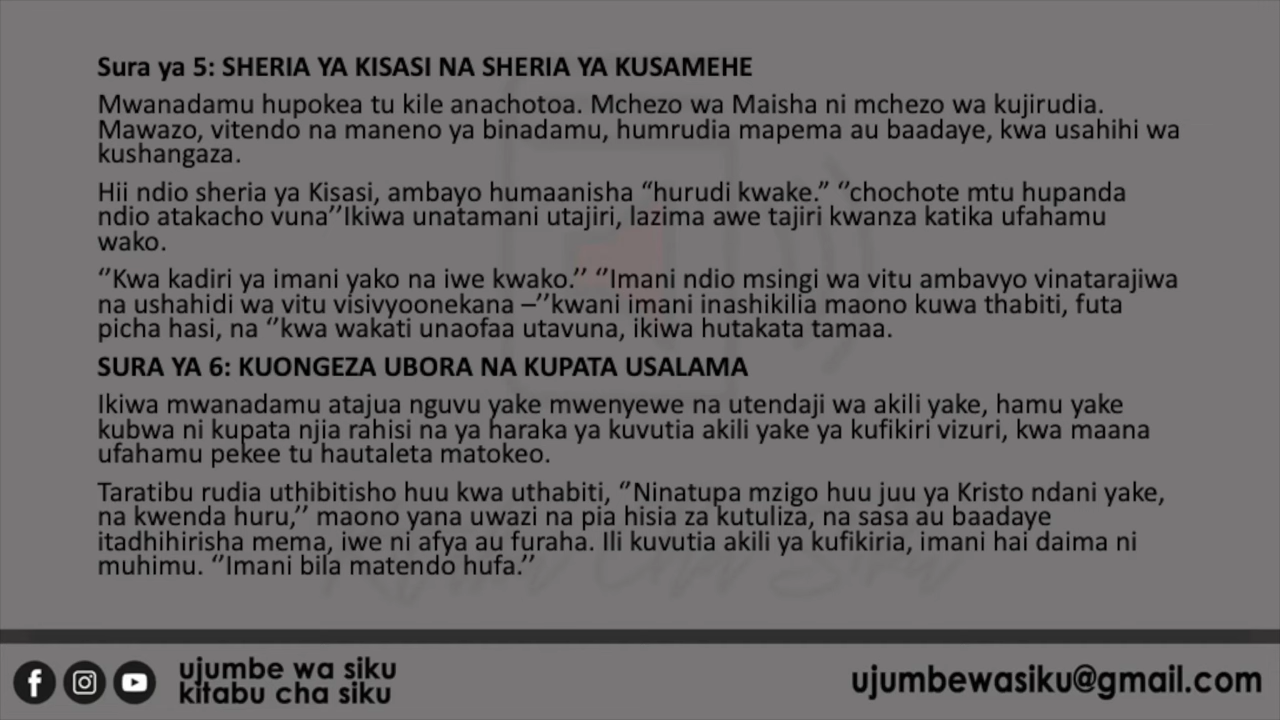 Sura ya 5: SHERIA YA KISASI NA SHERIA YA KUSAMEHE
Mwanadamu hupokea tu kile anachotoa. Mchezo wa Maisha ni mchezo wa kujirudia.
Mawazo, vitendo na maneno ya binadamu, humrudia mapema au baadaye, kwa usahihi wa
kushangaza.
Hii ndio sheria ya Kisasi, ambayo humaanisha “hurudi kwake.” ‘’chochote mtu hupanda
ndio atakacho vuna’’Ikiwa unatamani utajiri, lazima awe tajiri kwanza katika ufahamu
wako.
‘’Kwa kadiri ya imani yako na iwe kwako.’’ ‘’Imani ndio msingi wa vitu ambavyo vinatarajiwa
na ushahidi wa vitu visivyoonekana –’’kwani imani inashikilia maono kuwa thabiti, futa
picha hasi, na ‘’kwa wakati unaofaa utavuna, ikiwa hutakata tamaa.
SURA YA 6: KUONGEZA UBORA NA KUPATA USALAMA
Ikiwa mwanadamu atajua nguvu yake mwenyewe na utendaji wa akili yake, hamu yake
kubwa ni kupata njia rahisi na ya haraka ya kuvutia akili yake ya kufikiri vizuri, kwa maana
ufahamu pekee tu hautaleta matokeo.
Taratibu rudia uthibitisho huu kwa uthabiti, ‘’Ninatupa mzigo huu juu ya Kristo ndani yake,
na kwenda huru,’’ maono yana uwazi na pia hisia za kutuliza, na sasa au baadaye
itadhihirisha mema, iwe ni afya au furaha. Ili kuvutia akili ya kufikiria, imani hai daima ni
muhimu. ‘’Imani bila matendo hufa.’’
ujumbe wa siku
kitabu cha siku
ujumbewasiku@gmail.com